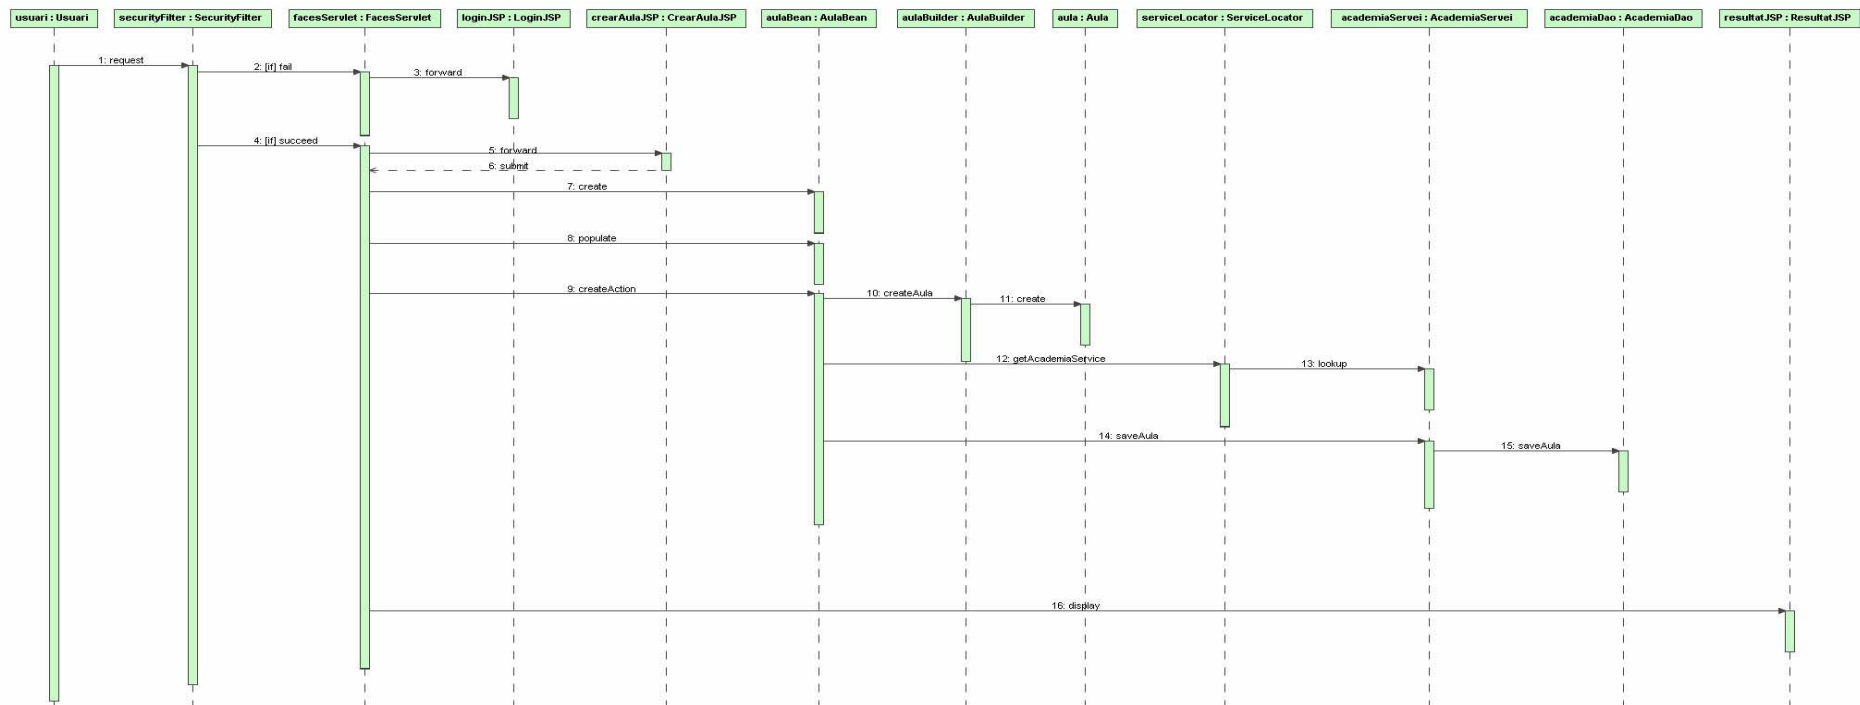 usuari : Usuari
securityFilter : SecurityFilter
facesServlet : FacesServlet
loginJSP : LoginJSP
crearAulaJSP : CrearAulaJSP
aulaBean : AulaBean
aulaBuilder : AulaBuilder
aula : Aula
serviceLocator : ServiceLocator
academiaServei : AcademiaServei
academiaDao : AcademiaDao
resultatJSP : ResultatJSP
1: request
2: [if] fail
3: forward
4: [if] succeed
5: forward
6: submit
7: create
8: populate
9: createAction
10: createAula
11: create
12: getAcademiaService
13: lookup
14: saveAula
15: saveAula
16: display